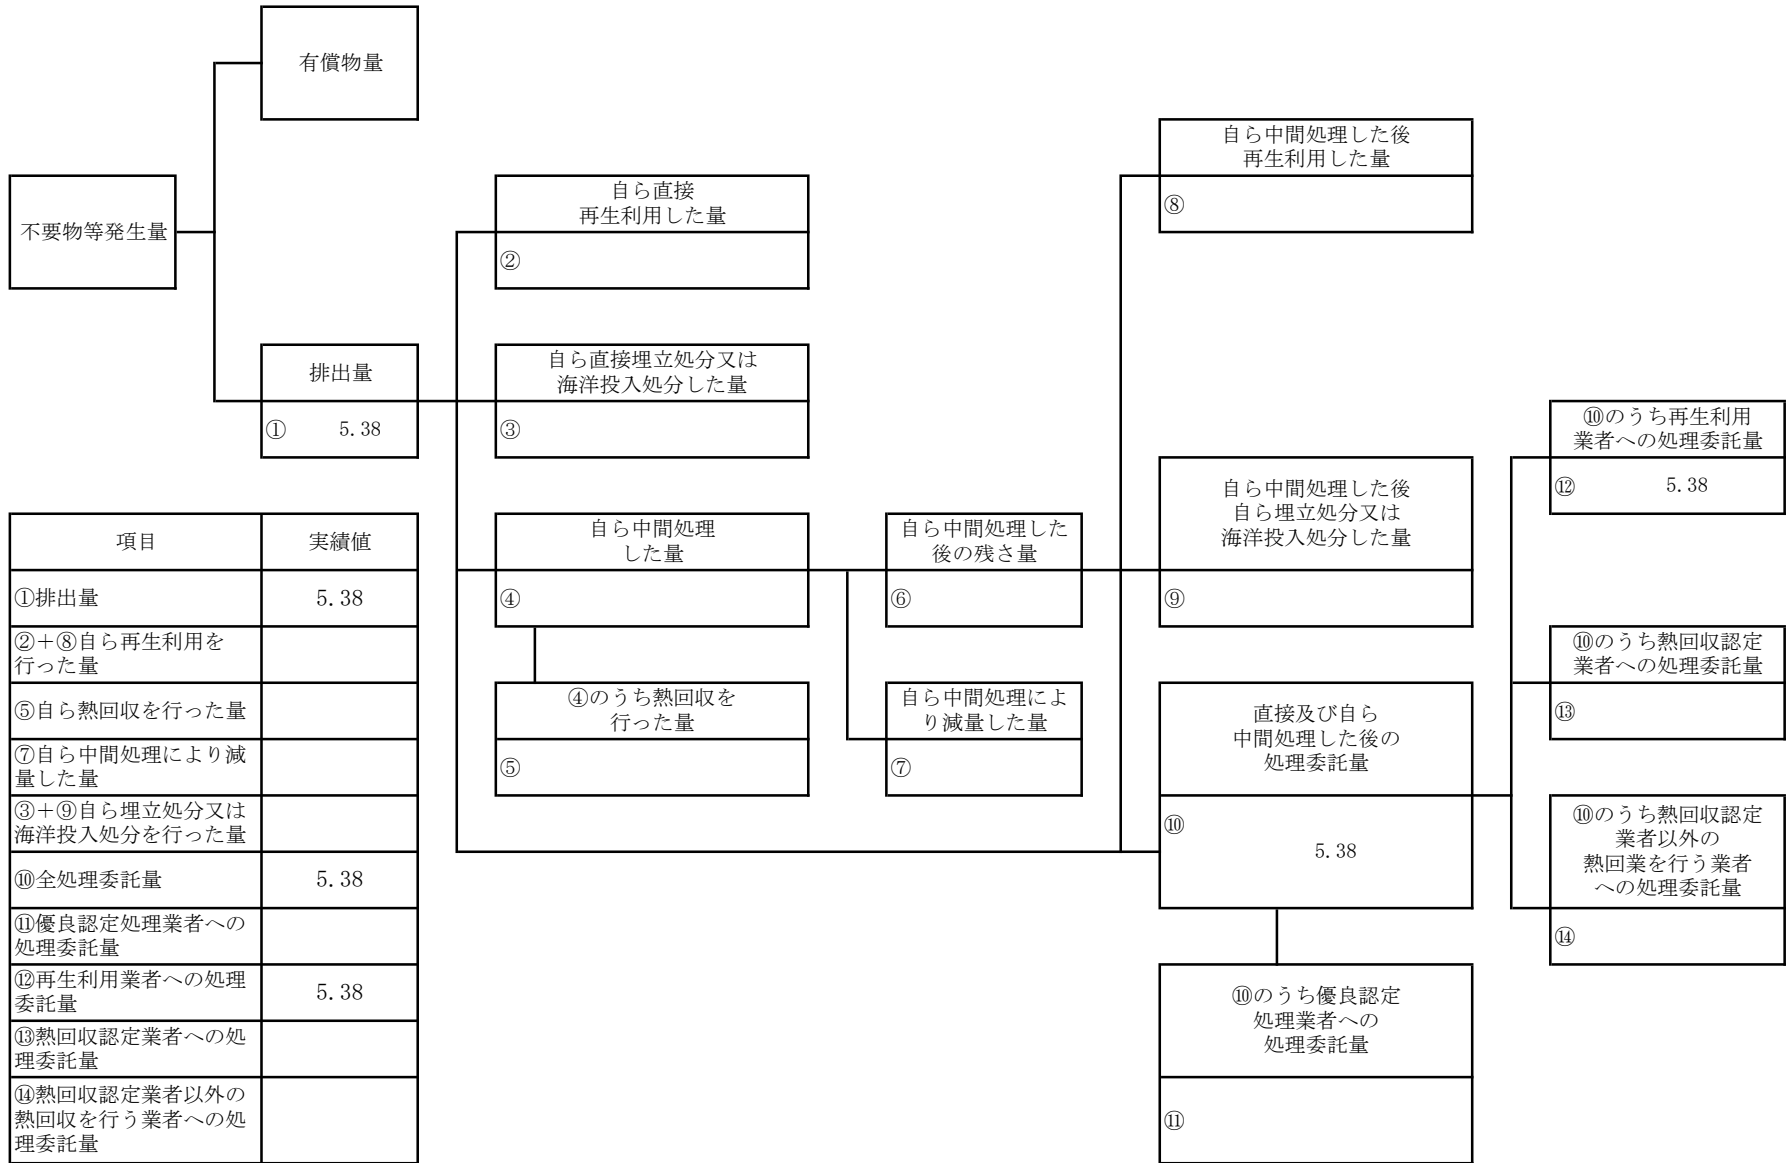 有償物量
不要物等発生量
排出量
① 5.38
自ら直接
再生利用した量
②
自ら直接埋立処分又は
海洋投入処分した量
③
自ら中間処理
した量
④
④のうち熱回収を
行った量
⑤
自ら中間処理した
後の残さ量
⑥
自ら中間処理によ
り減量した量
⑦
自ら中間処理した後
再生利用した量
⑧
自ら中間処理した後
自ら埋立処分又は
海洋投入処分した量
⑨
直接及び自ら
中間処理した後の
処理委託量
⑩
5.38
⑩のうち優良認定
処理業者への
処理委託量
⑪
⑩のうち再生利用
業者への処理委託量
⑫ 5.38
⑩のうち熱回収認定
業者への処理委託量
⑬
⑩のうち熱回収認定
業者以外の
熱回業を行う業者
への処理委託量
⑭
項目 実績値
①排出量 5.38
②＋⑧自ら再生利用を
行った量
⑤自ら熱回収を行った量
⑦自ら中間処理により減
量した量
③＋⑨自ら埋立処分又は
海洋投入処分を行った量
⑩全処理委託量 5.38
⑪優良認定処理業者への
処理委託量
⑫再生利用業者への処理
委託量 5.38
⑬熱回収認定業者への処
理委託量
⑭熱回収認定業者以外の
熱回収を行う業者への処
理委託量